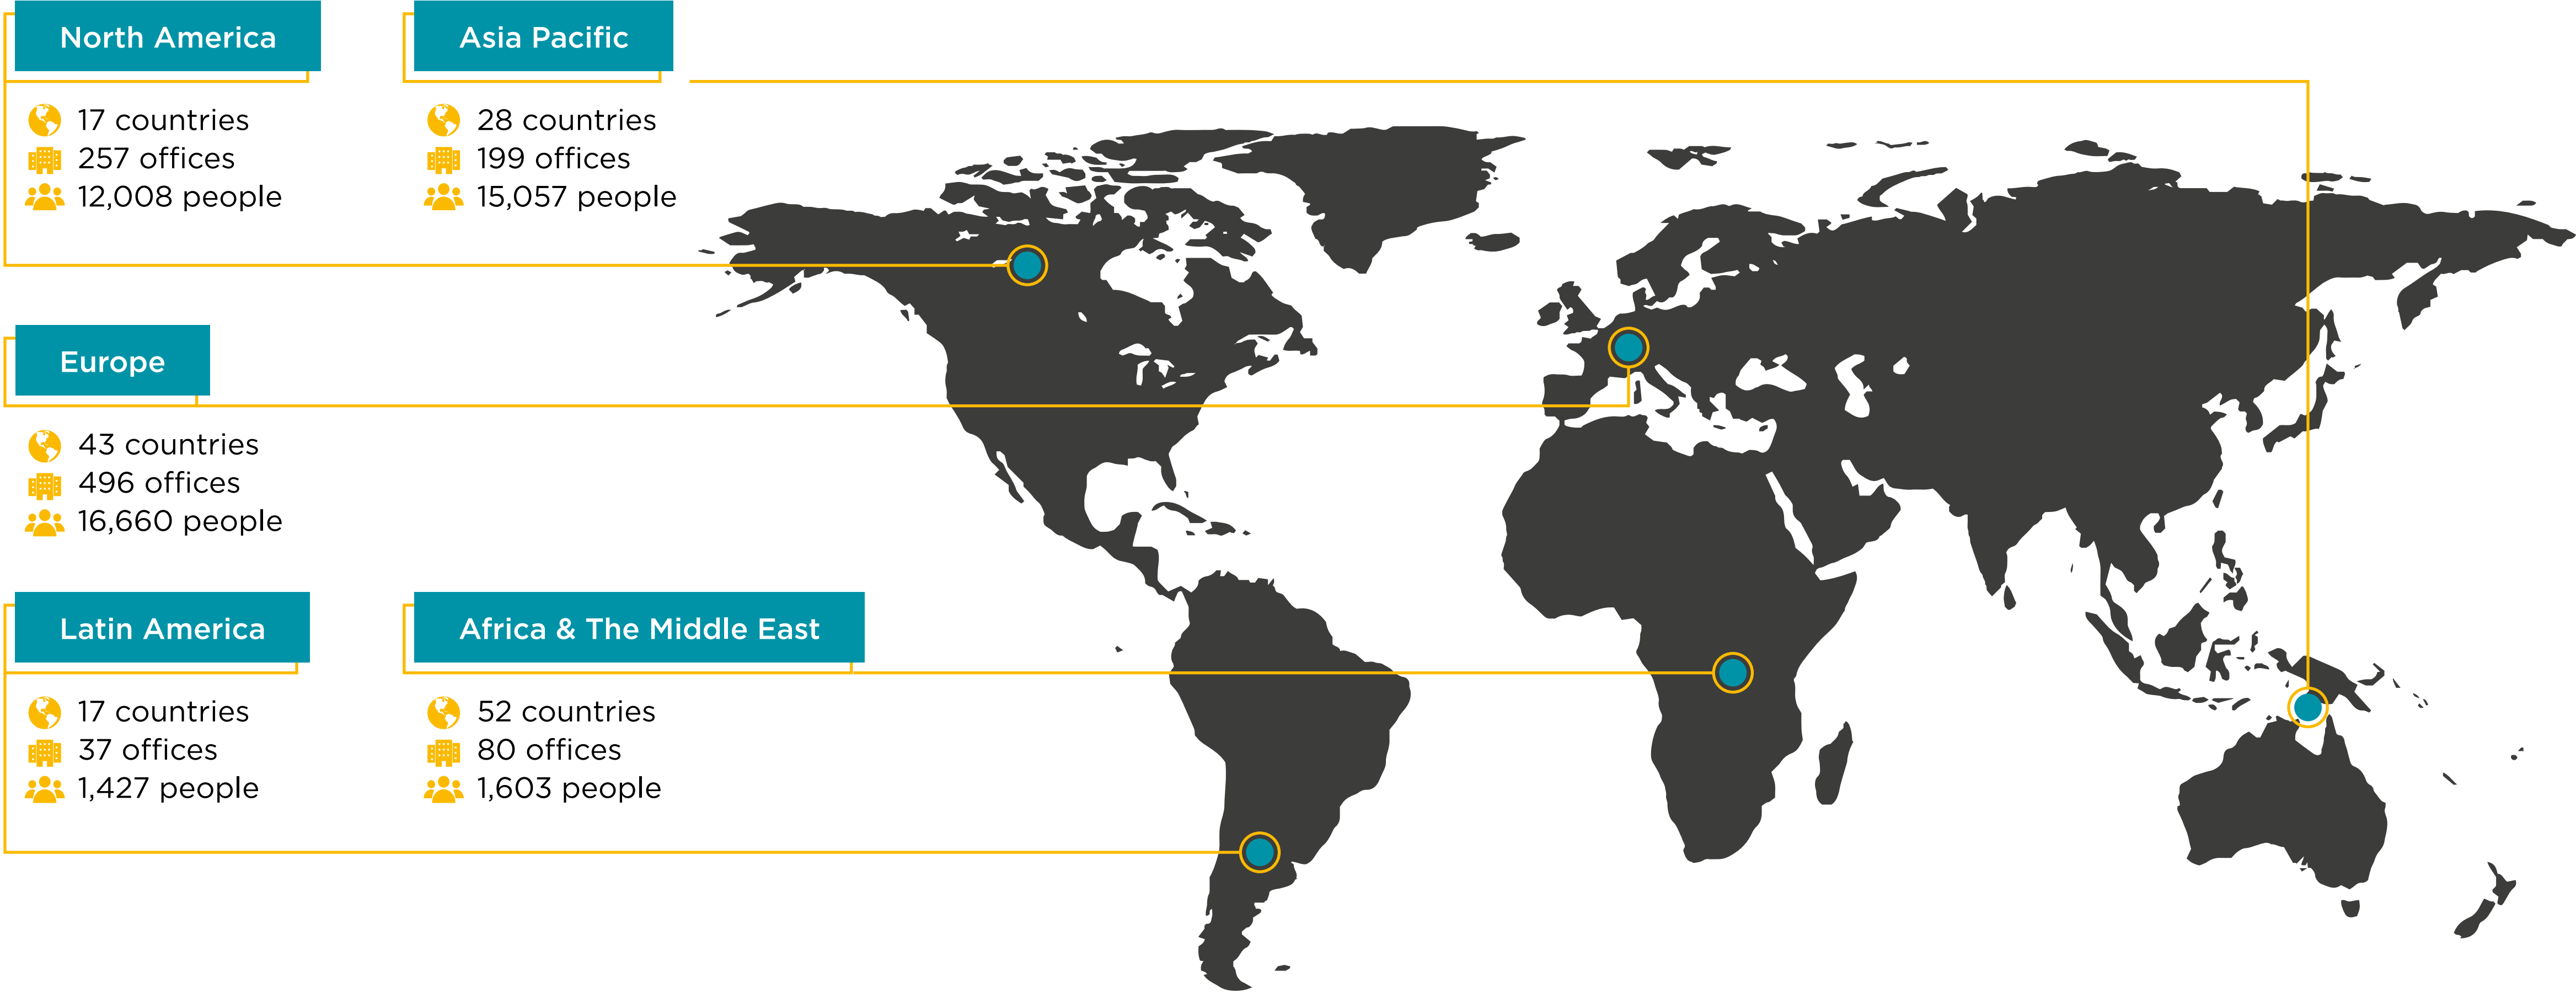 North America
17 countries
257 offices
12,008 people
Asia Pacific
28 countries
199 offices
15,057 people
Europe
43 countries
496 offices
16,660 people
Latin America
17 countries
37 offices
1,427 people
Africa & The Middle East
52 countries
80 offices
1,603 people